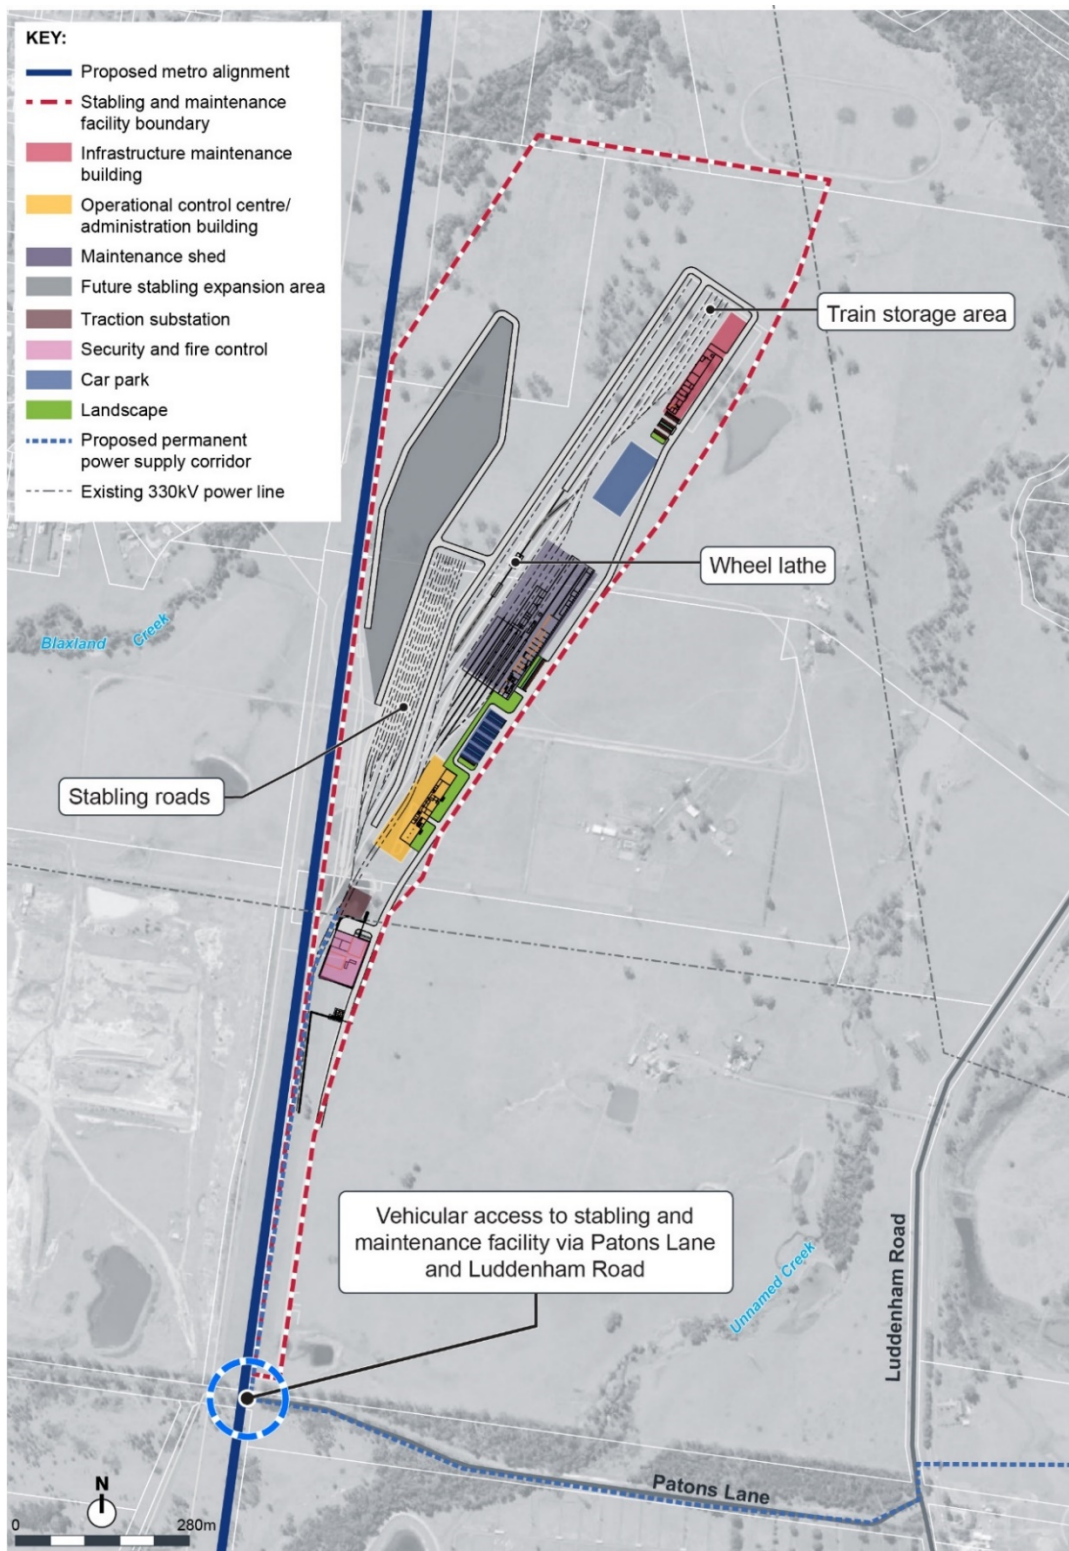 KEY:
Proposed metro alignment
Stabling and maintenance
facility boundary
Infrastructure maintenance
building
Operational control centre/
administration building
Maintenance shed
Future stabling expansion area
Traction substation
Security and fire control
Car park
Landscape
Proposed permanent
power supply corridor
Existing 330kV power line
Train storage area
Wheel lathe
Blaxland Creek
Stabling roads
Vehicular access to stabling and
maintenance facility via Patons Lane
and Luddenham Road
Unnamed Creek
Luddenham Road
Patons Lane
N
0 280m